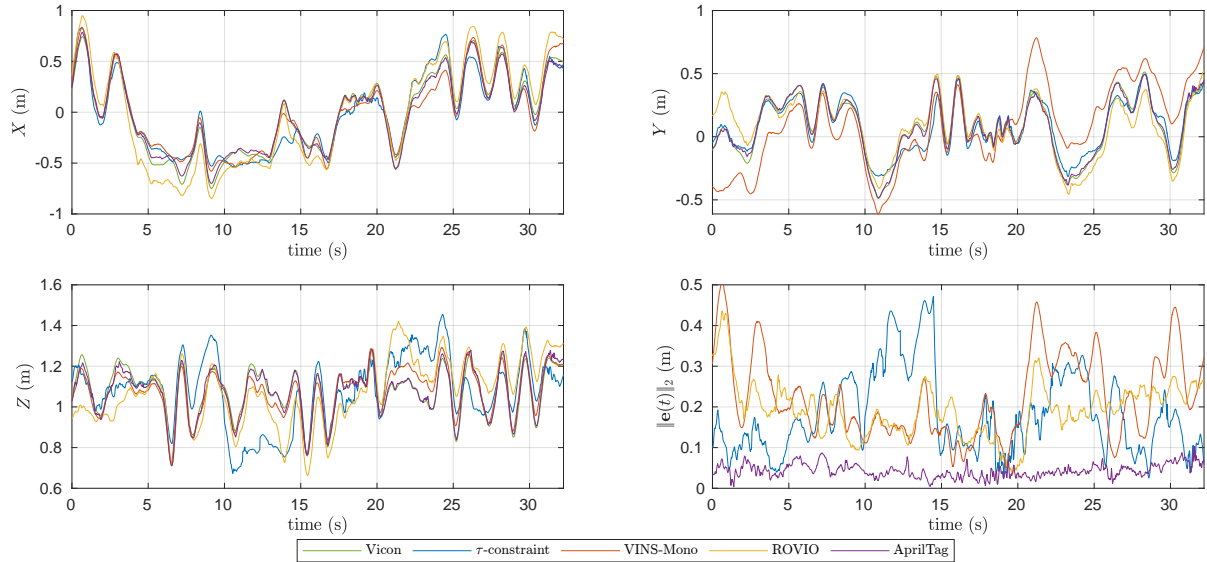 1
0.5
0
-0.5
-1
X (m)
0 5 10 15 20 25 30
time (s)
1
0.5
0
-0.5
Y (m)
0 5 10 15 20 25 30
time (s)
1.6
1.4
1.2
1
0.8
0.6
Z (m)
0 5 10 15 20 25 30
time (s)
0.5
0.4
0.3
0.2
0.1
0
‖e(t)‖₂ (m)
0 5 10 15 20 25 30
time (s)
Vicon τ-constraint VINS-Mono ROVIO AprilTag